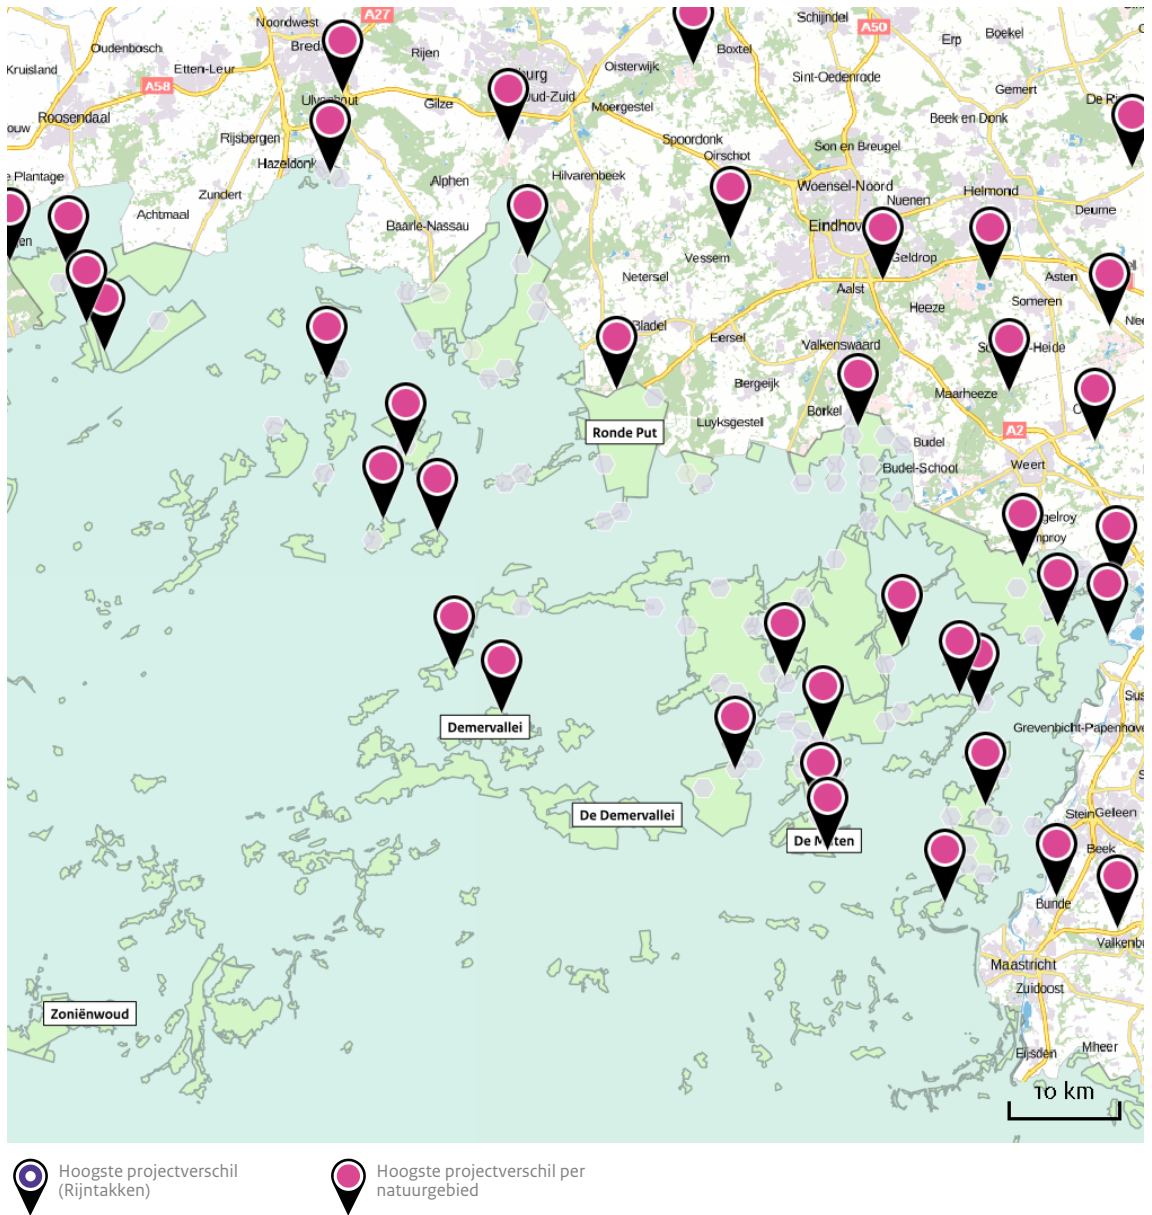 Noordwest
A27
Schijndel
A50
Erp
Boekel
Oudenbosch
Rijen
Boxtel
Kruisland
Etten-Leur
Oisterwijk
Sint-Oedenrode
A58
Gemert
Gilze
Moergestel
Roosendaal
Beek en Donk
Rijsbergen
Spoordonk
Son en Breugel
Hazeldonk
Oirschot
Plantage
Zundert
Alphen
Hilvarenbeek
Woensel-Noord
Helmond
Nuenen
Achtmaal
Baarle-Nassau
Deurne
Vessem
Geldrop
Netersel
Aalst
Asten
Heeze
Someren
Bladel
Eersel
Valkenswaard
Bergeijk
Maarheeze
Borkel
Luyksgestel
A2
Ronde Put
Budel
Budel-Schoot
Weert
Demervallei
Grevenbicht-Papenhove
De Demervallei
Stein
Geleen
Beek
Bunde
Maastricht
Zuidoost
Zoniënwoud
Eijsden
Mheer
10 km
Hoogste projectverschil
(Rijntakken)
Hoogste projectverschil per
natuurgebied